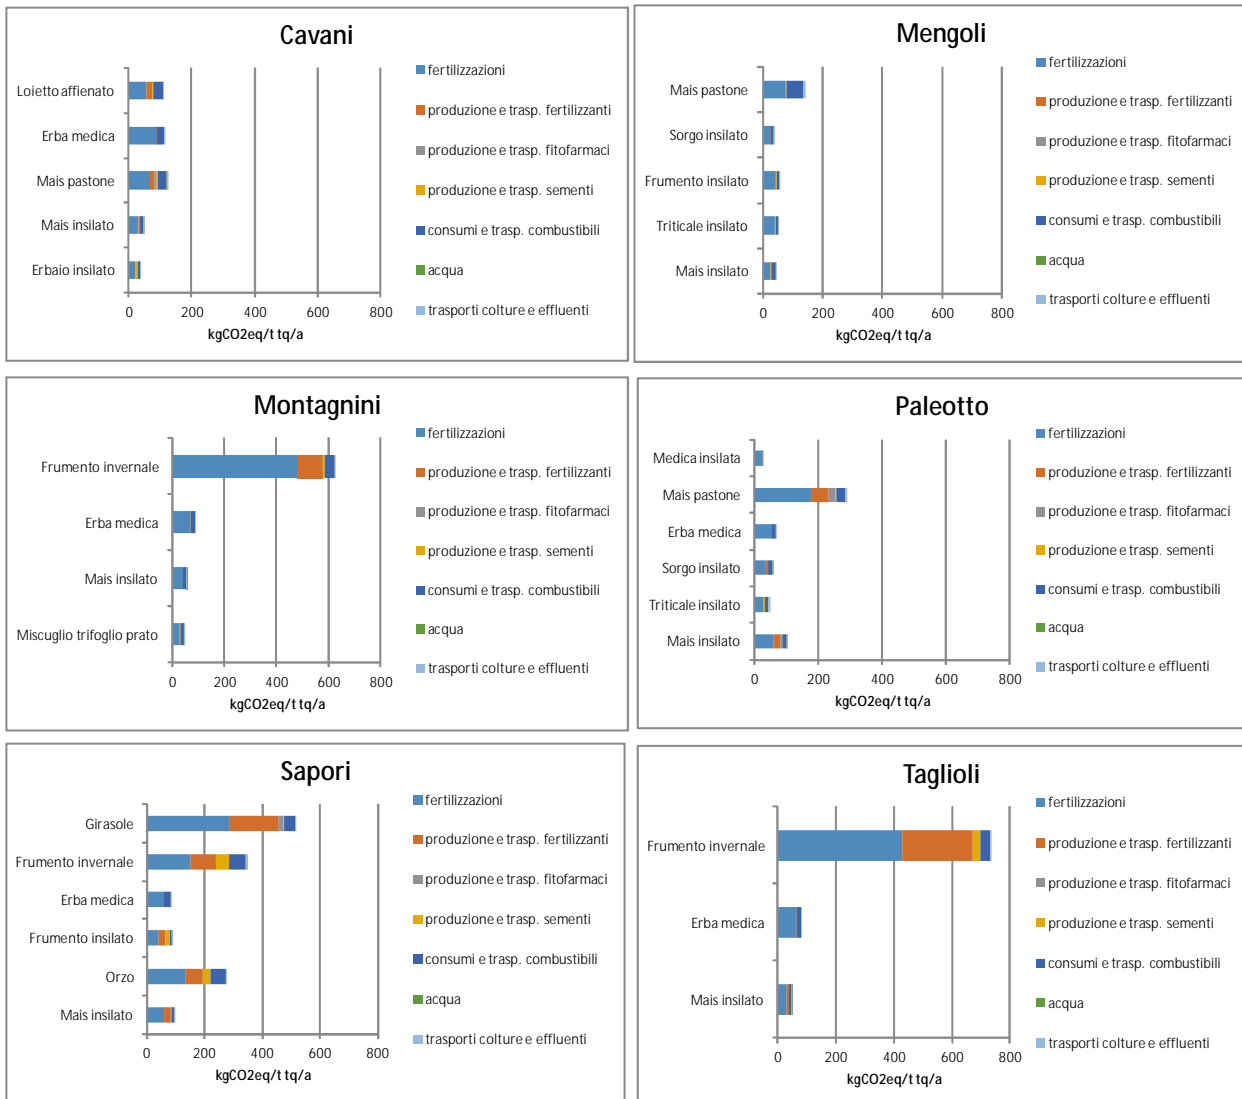 Cavani
Loietto affienato
Erba medica
Mais pastone
Mais insilato
Erbaio insilato
0 200 400 600 800
kgCO2eq/t tq/a
fertilizzazioni
produzione e trasp. fertilizzanti
produzione e trasp. fitofarmaci
produzione e trasp. sementi
consumi e trasp. combustibili
acqua
trasporti colture e effluenti
Mengoli
Mais pastone
Sorgo insilato
Frumento insilato
Triticale insilato
Mais insilato
0 200 400 600 800
kgCO2eq/t tq/a
fertilizzazioni
produzione e trasp. fertilizzanti
produzione e trasp. fitofarmaci
produzione e trasp. sementi
consumi e trasp. combustibili
acqua
trasporti colture e effluenti
Montagnini
Frumento invernale
Erba medica
Mais insilato
Miscuglio trifoglio prato
0 200 400 600 800
kgCO2eq/t tq/a
fertilizzazioni
produzione e trasp. fertilizzanti
produzione e trasp. fitofarmaci
produzione e trasp. sementi
consumi e trasp. combustibili
acqua
trasporti colture e effluenti
Paleotto
Medica insilata
Mais pastone
Erba medica
Sorgo insilato
Triticale insilato
Mais insilato
0 200 400 600 800
kgCO2eq/t tq/a
fertilizzazioni
produzione e trasp. fertilizzanti
produzione e trasp. fitofarmaci
produzione e trasp. sementi
consumi e trasp. combustibili
acqua
trasporti colture e effluenti
Sapori
Girasole
Frumento invernale
Erba medica
Frumento insilato
Orzo
Mais insilato
0 200 400 600 800
kgCO2eq/t tq/a
fertilizzazioni
produzione e trasp. fertilizzanti
produzione e trasp. fitofarmaci
produzione e trasp. sementi
consumi e trasp. combustibili
acqua
trasporti colture e effluenti
Taglioli
Frumento invernale
Erba medica
Mais insilato
0 200 400 600 800
kgCO2eq/t tq/a
fertilizzazioni
produzione e trasp. fertilizzanti
produzione e trasp. fitofarmaci
produzione e trasp. sementi
consumi e trasp. combustibili
acqua
trasporti colture e effluenti